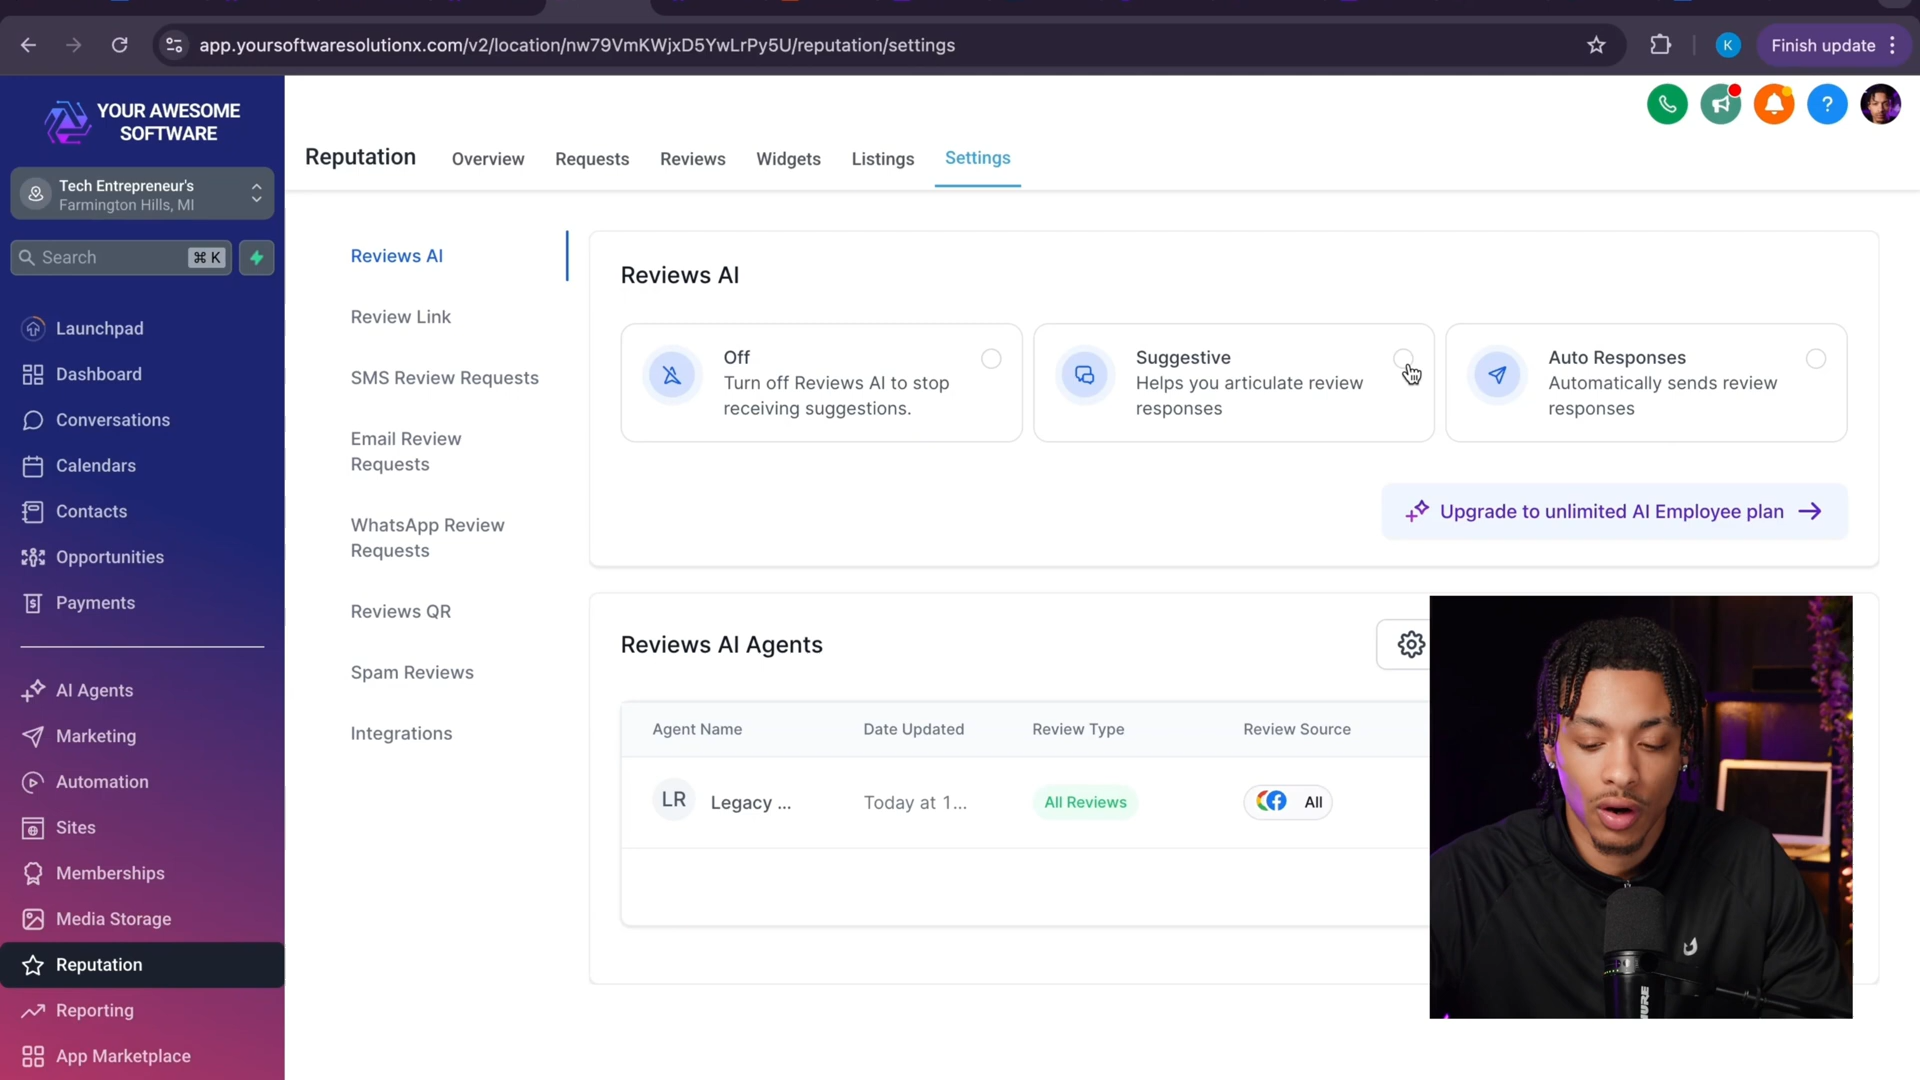 app.yoursoftwaresolutionx.com/v2/location/nw79VmKWjxD5YwLrPy5U/reputation/settings
K
Finish update
YOUR AWESOME
SOFTWARE
Tech Entrepreneur's
Farmington Hills, MI
Search
⌘ K
Launchpad
Dashboard
Conversations
Calendars
Contacts
Opportunities
Payments
AI Agents
Marketing
Automation
Sites
Memberships
Media Storage
Reputation
Reporting
App Marketplace
Reputation
Overview
Requests
Reviews
Widgets
Listings
Settings
?
Reviews AI
Review Link
SMS Review Requests
Email Review
Requests
WhatsApp Review
Requests
Reviews QR
Spam Reviews
Integrations
Reviews AI
Off
Turn off Reviews AI to stop
receiving suggestions.
Suggestive
Helps you articulate review
responses
Auto Responses
Automatically sends review
responses
Upgrade to unlimited AI Employee plan
Reviews AI Agents
Agent Name
Date Updated
Review Type
Review Source
LR
Legacy ...
Today at 1...
All Reviews
All
SHURE